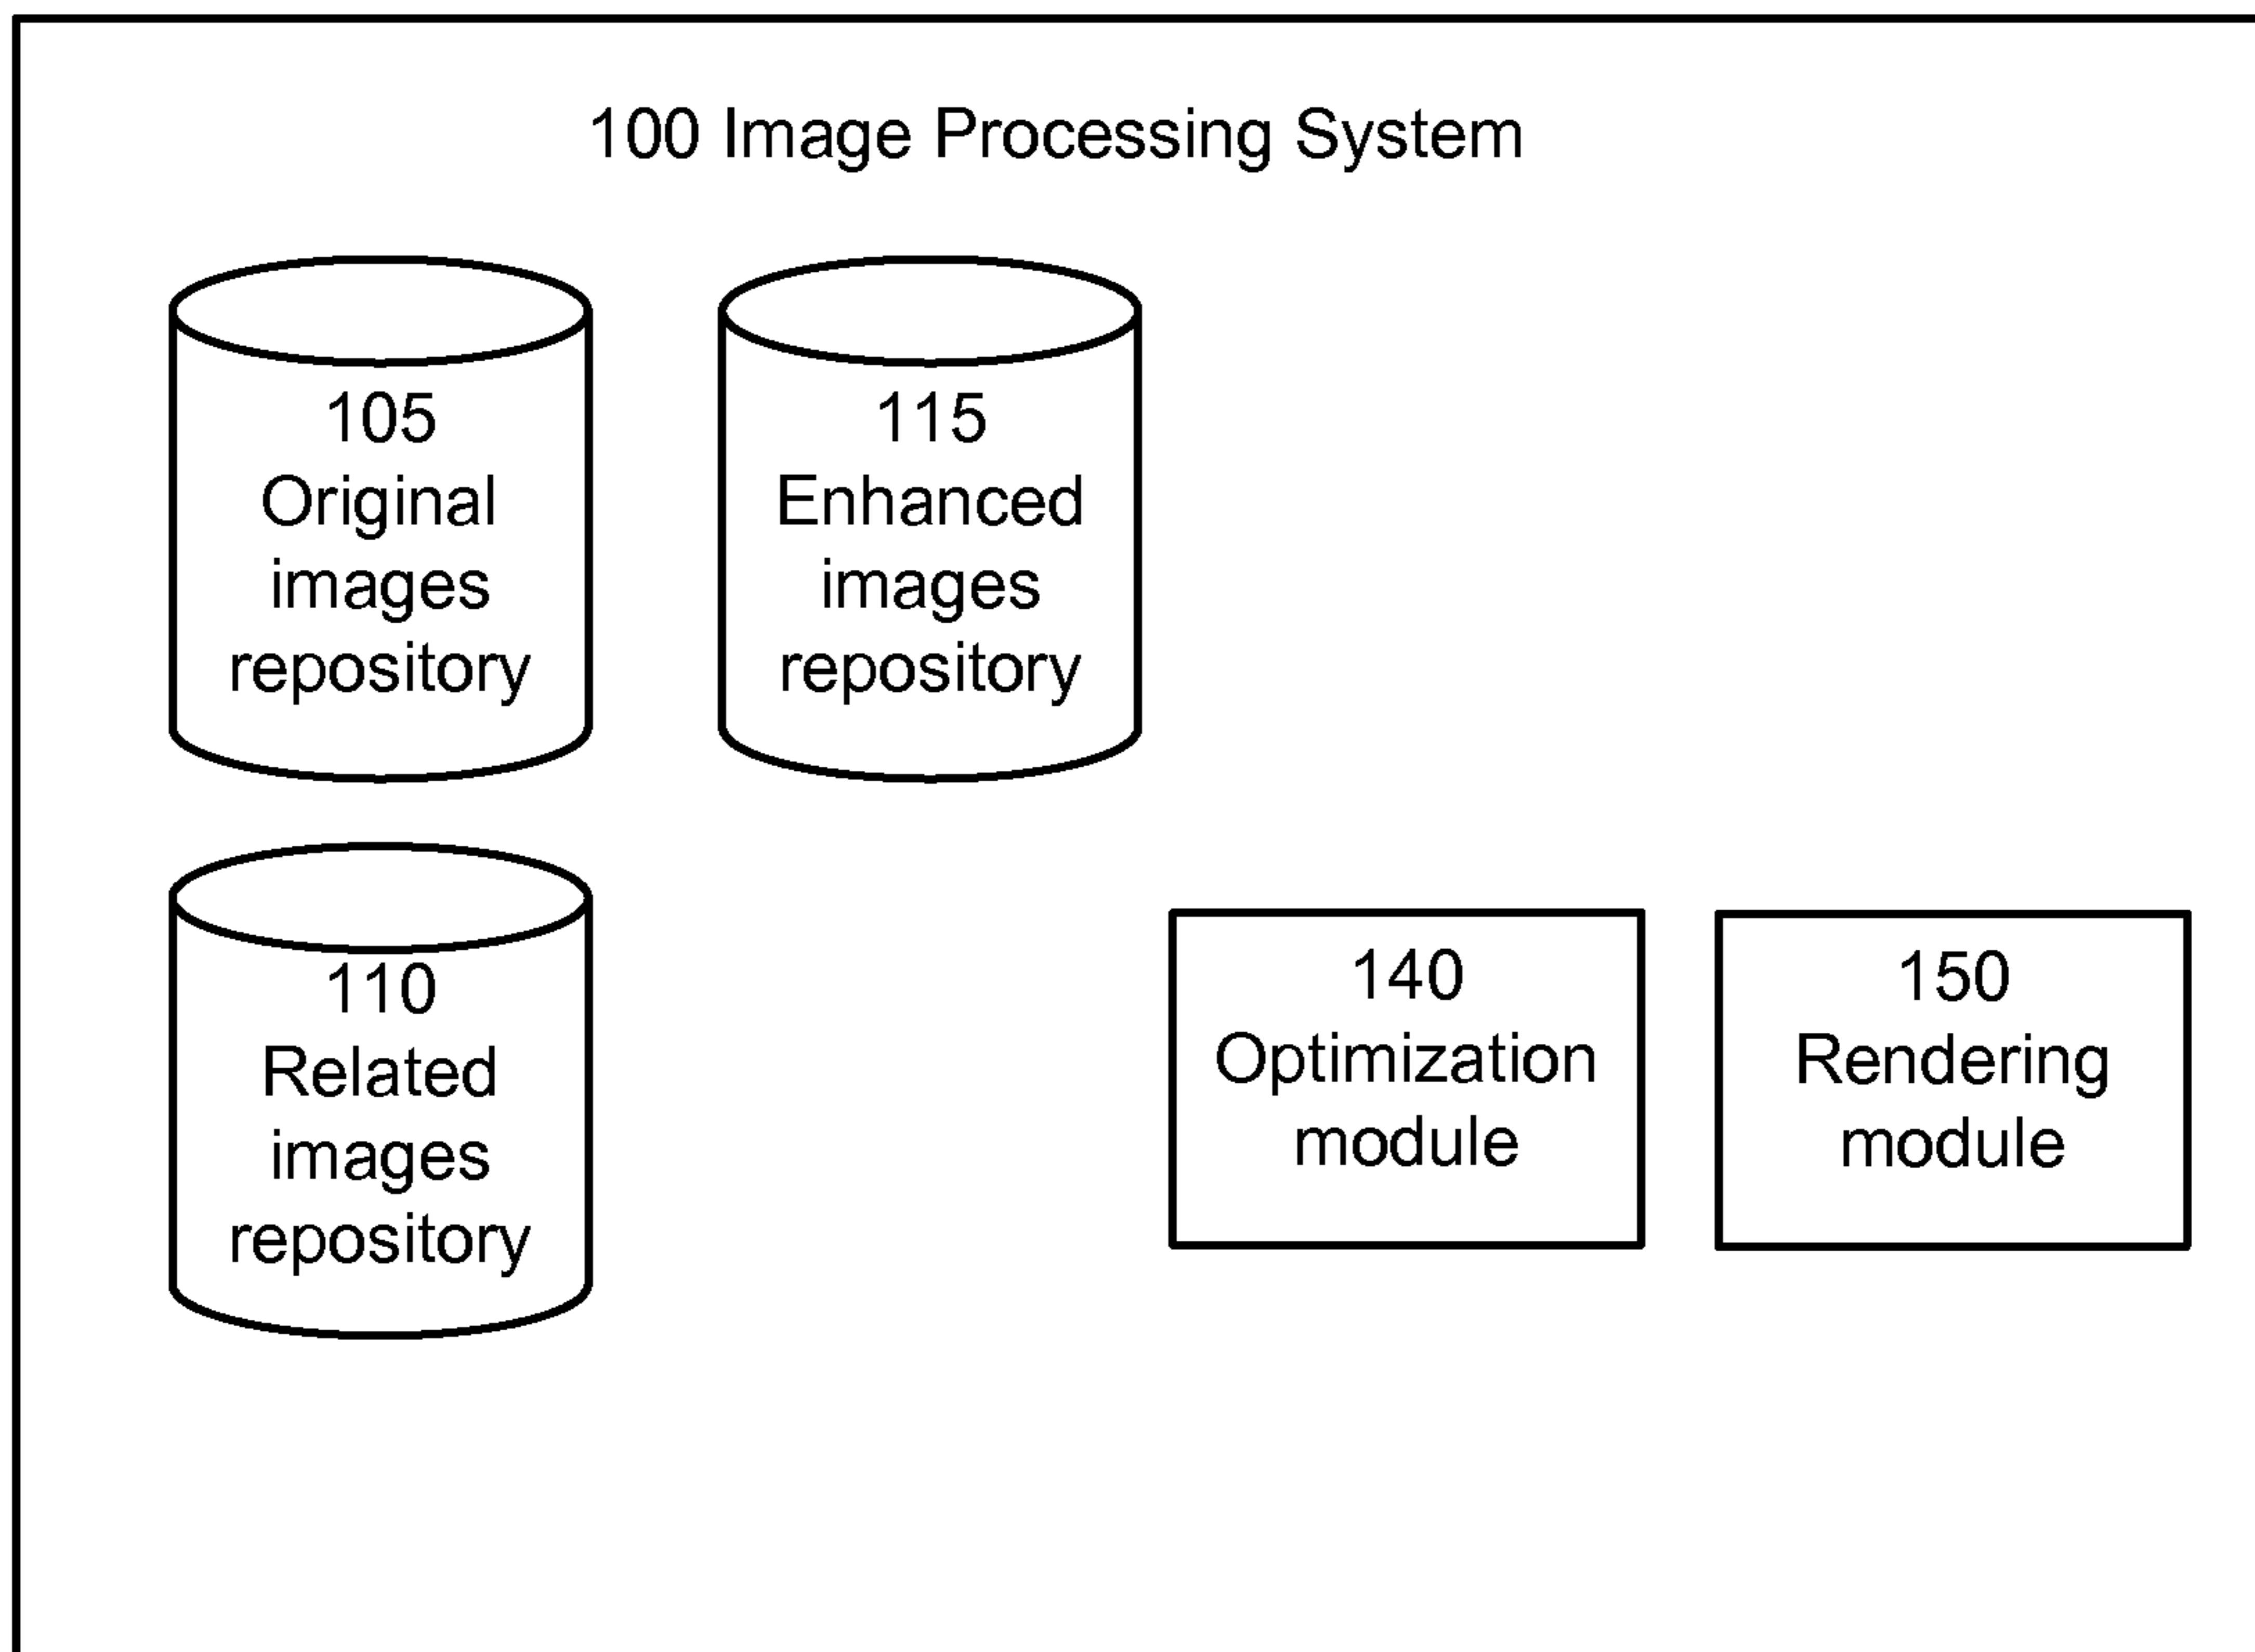 100 Image Processing System
105
Original
images
repository
115
Enhanced
images
repository
110
Related
images
repository
140
Optimization
module
150
Rendering
module